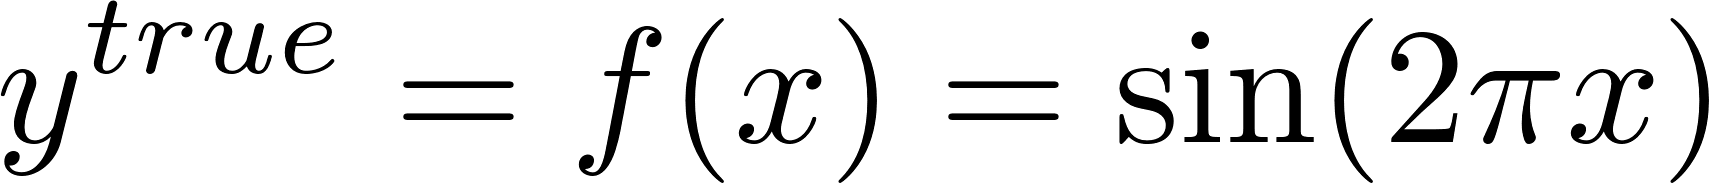 y^{true} = f(x) = sin(2πx)